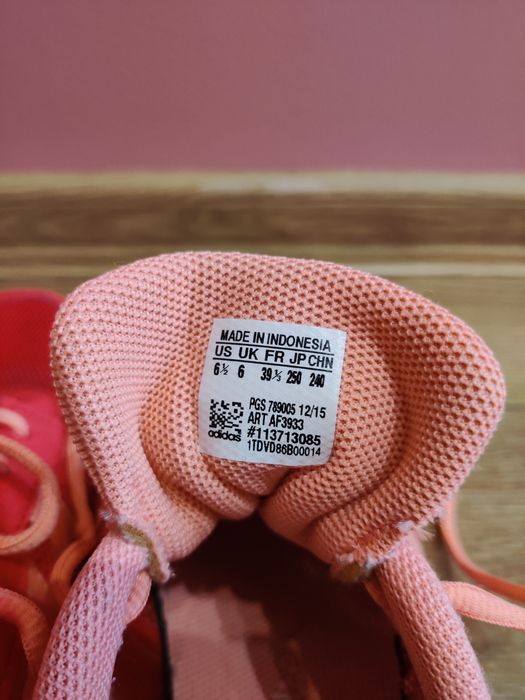 MADE IN INDONESIA
US UK FR JP CHN
6½ 6 39⅓ 250 240
PGS 789005 12/15
ART AF3933
adidas #113713085
1TDVD86B00014